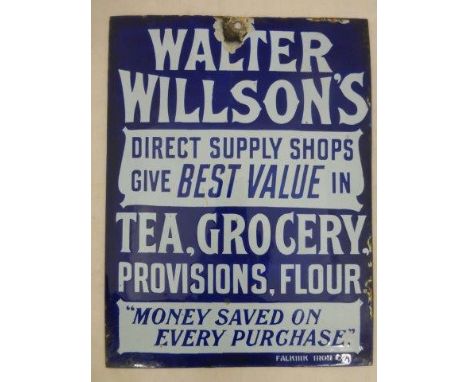 WALTER
WILLSON'S
DIRECT SUPPLY SHOPS
GIVE BEST VALUE IN
TEA, GROCERY,
PROVISIONS, FLOUR
"MONEY SAVED ON
EVERY PURCHASE."
FALKIRK IRON